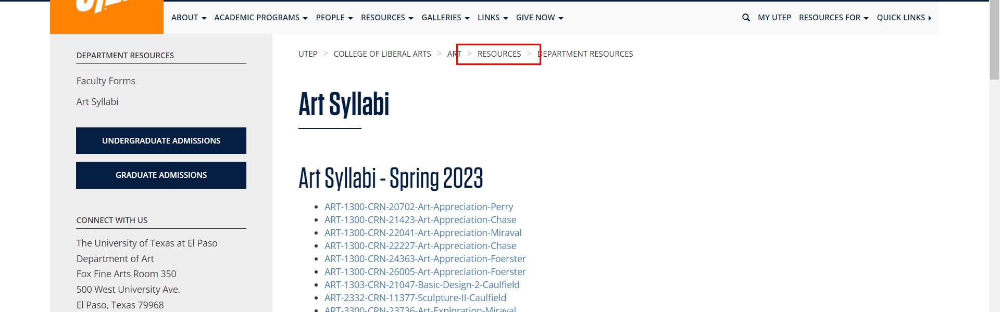 ABOUT ACADEMIC PROGRAMS PEOPLE RESOURCES GALLERIES LINKS GIVE NOW MY UTEP RESOURCES FOR QUICK LINKS
DEPARTMENT RESOURCES
Faculty Forms
Art Syllabi
UNDERGRADUATE ADMISSIONS
GRADUATE ADMISSIONS
CONNECT WITH US
The University of Texas at El Paso
Department of Art
Fox Fine Arts Room 350
500 West University Ave.
El Paso, Texas 79968
UTEP > COLLEGE OF LIBERAL ARTS > ART > RESOURCES > DEPARTMENT RESOURCES
Art Syllabi
Art Syllabi - Spring 2023
ART-1300-CRN-20702-Art-Appreciation-Perry
ART-1300-CRN-21423-Art-Appreciation-Chase
ART-1300-CRN-22041-Art-Appreciation-Miraval
ART-1300-CRN-22227-Art-Appreciation-Chase
ART-1300-CRN-24363-Art-Appreciation-Foerster
ART-1300-CRN-26005-Art-Appreciation-Foerster
ART-1303-CRN-21047-Basic-Design-2-Caulfield
ART-2332-CRN-11377-Sculpture-II-Caulfield
ART-3300-CRN-23736-Art-Exploration-Miraval